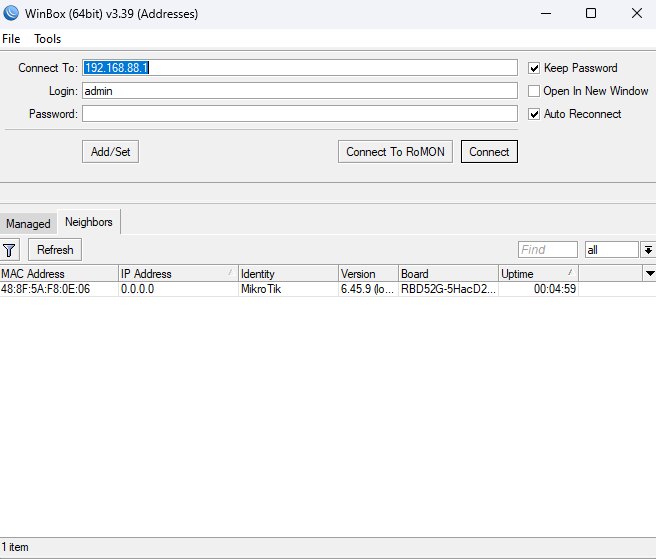 WinBox (64bit) v3.39 (Addresses)
File Tools
Connect To: 192.168.88.1 Keep Password
Login: admin Open In New Window
Password: Auto Reconnect
Add/Set Connect To RoMON Connect
Managed Neighbors
Refresh Find all
MAC Address IP Address Identity Version Board Uptime
48:8F:5A:F8:0E:06 0.0.0.0 MikroTik 6.45.9 (lo... RBD52G-5HacD2... 00:04:59
1 item